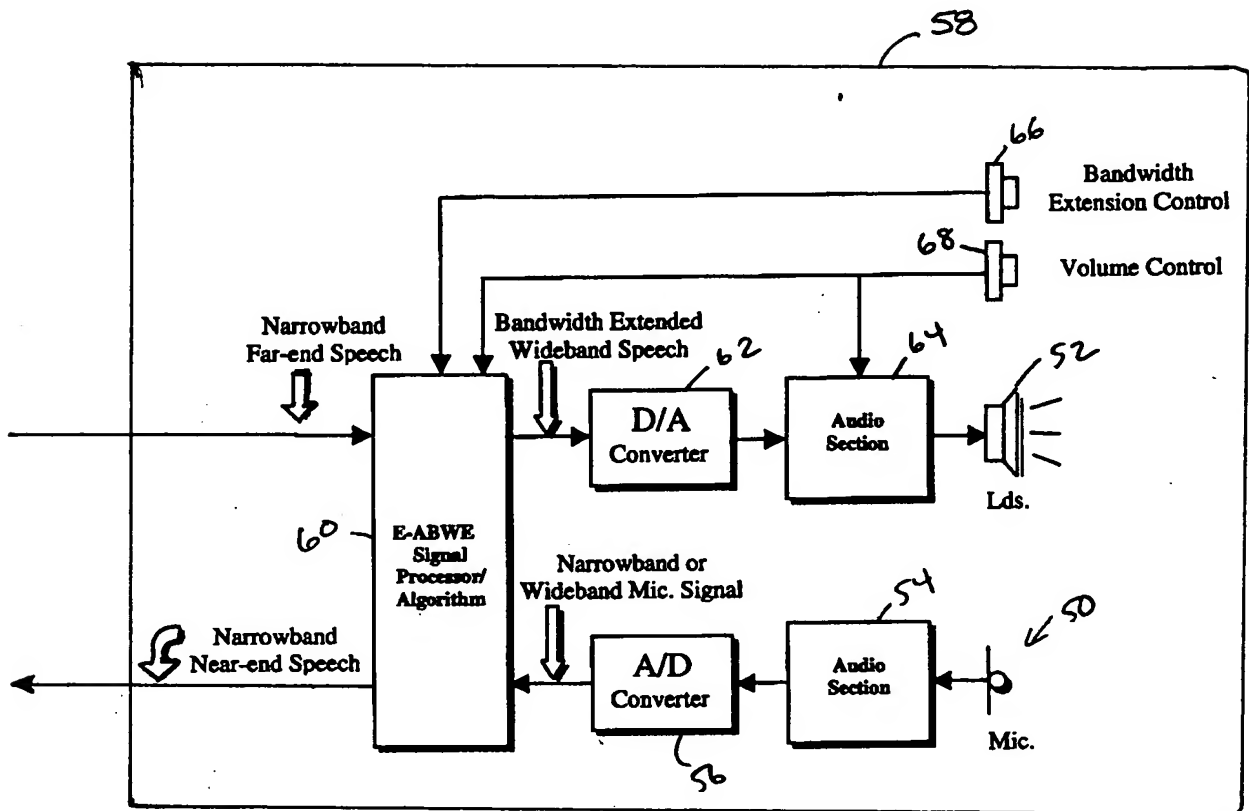 58
66
Bandwidth
Extension Control
68
Volume Control
Narrowband
Far-end Speech
Bandwidth Extended
Wideband Speech
62
64
52
D/A
Converter
Audio
Section
Lds.
60
E-ABWE
Signal
Processor/
Algorithm
Narrowband or
Wideband Mic. Signal
54
50
Narrowband
Near-end Speech
A/D
Converter
Audio
Section
56
Mic.